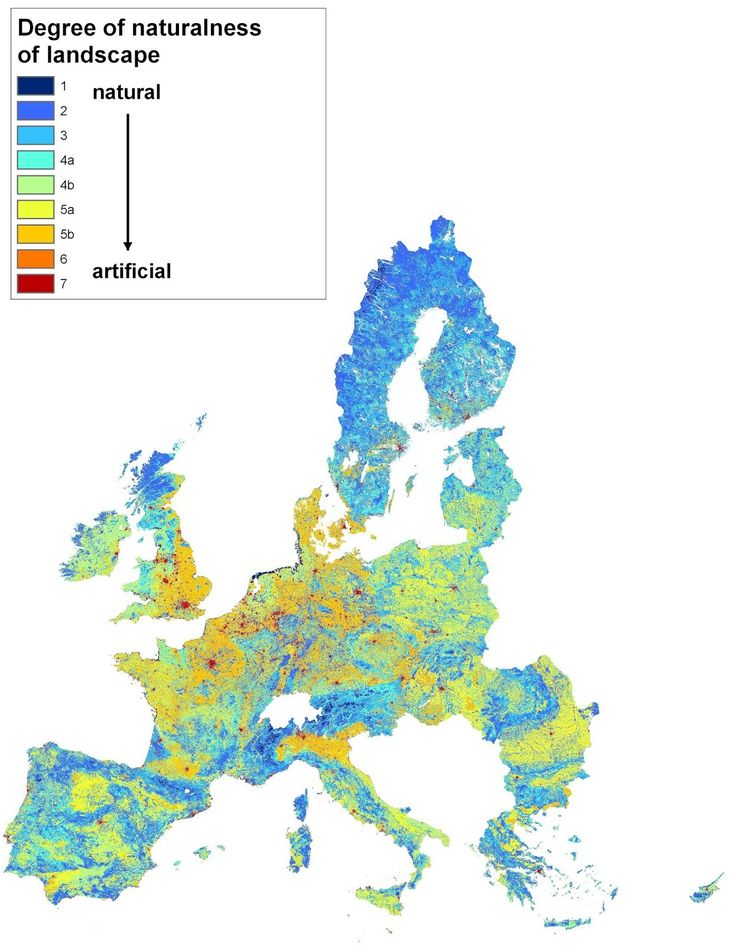 Degree of naturalness
of landscape
1
natural
2
3
4a
4b
5a
5b
6
artificial
7